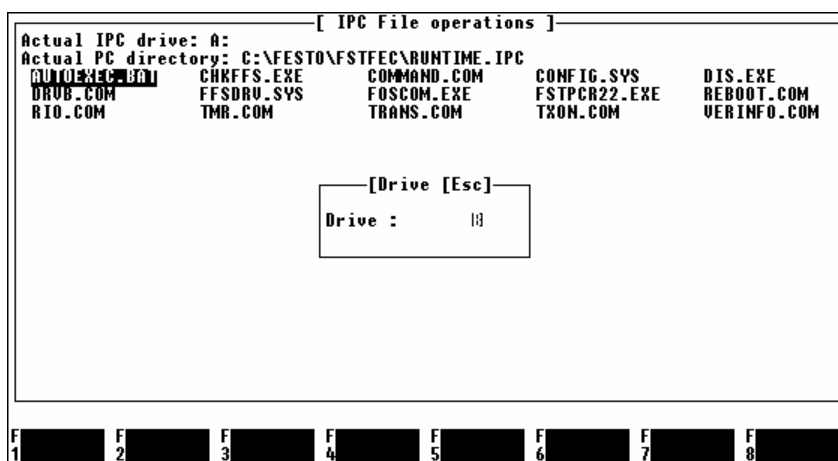 [ IPC File operations ]
Actual IPC drive: A:
Actual PC directory: C:\FESTO\FSTFEC\RUNTIME.IPC
AUTOEXEC.BAT CHKFFS.EXE COMMAND.COM CONFIG.SYS DIS.EXE
DRVB.COM FFSDRV.SYS FOSCOM.EXE FSTPCR22.EXE REBOOT.COM
RIO.COM TMR.COM TRANS.COM TXON.COM VERINFO.COM
[Drive [Esc]
Drive :
F1 F2 F3 F4 F5 F6 F7 F8